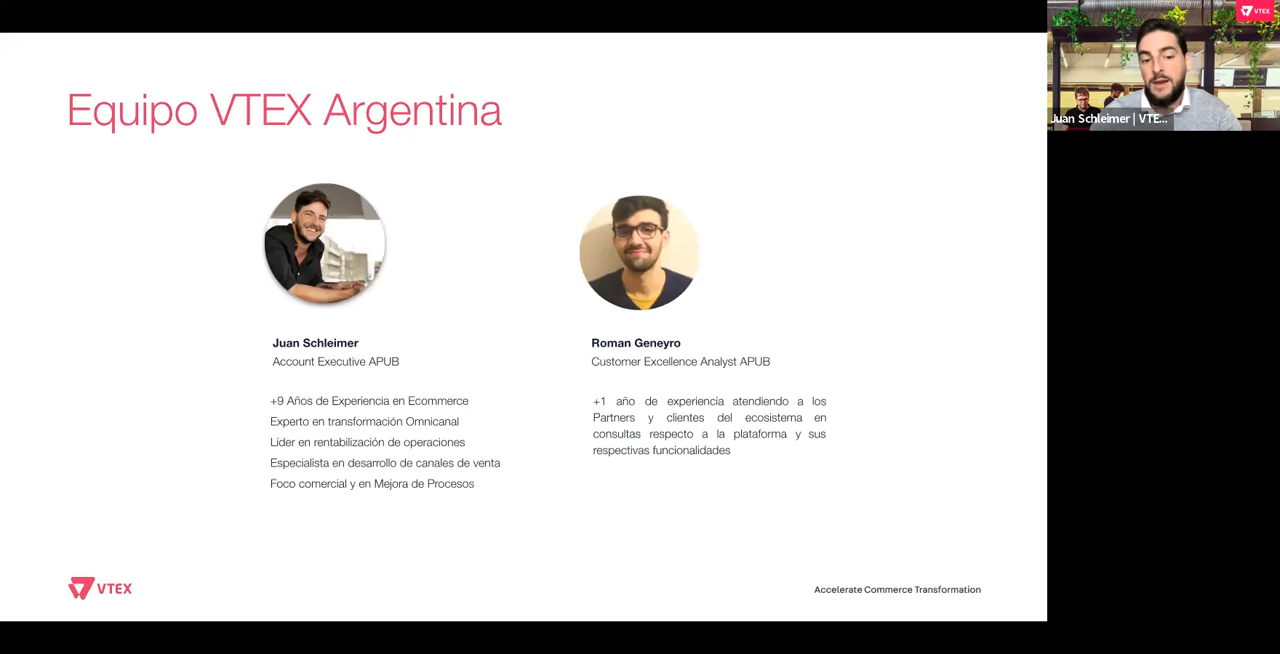 Equipo VTEX Argentina
VTEX
Juan Schleimer | VTE...
Juan Schleimer
Account Executive APUB
+9 Años de Experiencia en Ecommerce
Experto en transformación Omnicanal
Líder en rentabilización de operaciones
Especialista en desarrollo de canales de venta
Foco comercial y en Mejora de Procesos
Roman Geneyro
Customer Excellence Analyst APUB
+1 año de experiencia atendiendo a los
Partners y clientes del ecosistema en
consultas respecto a la plataforma y sus
respectivas funcionalidades
VTEX
Accelerate Commerce Transformation